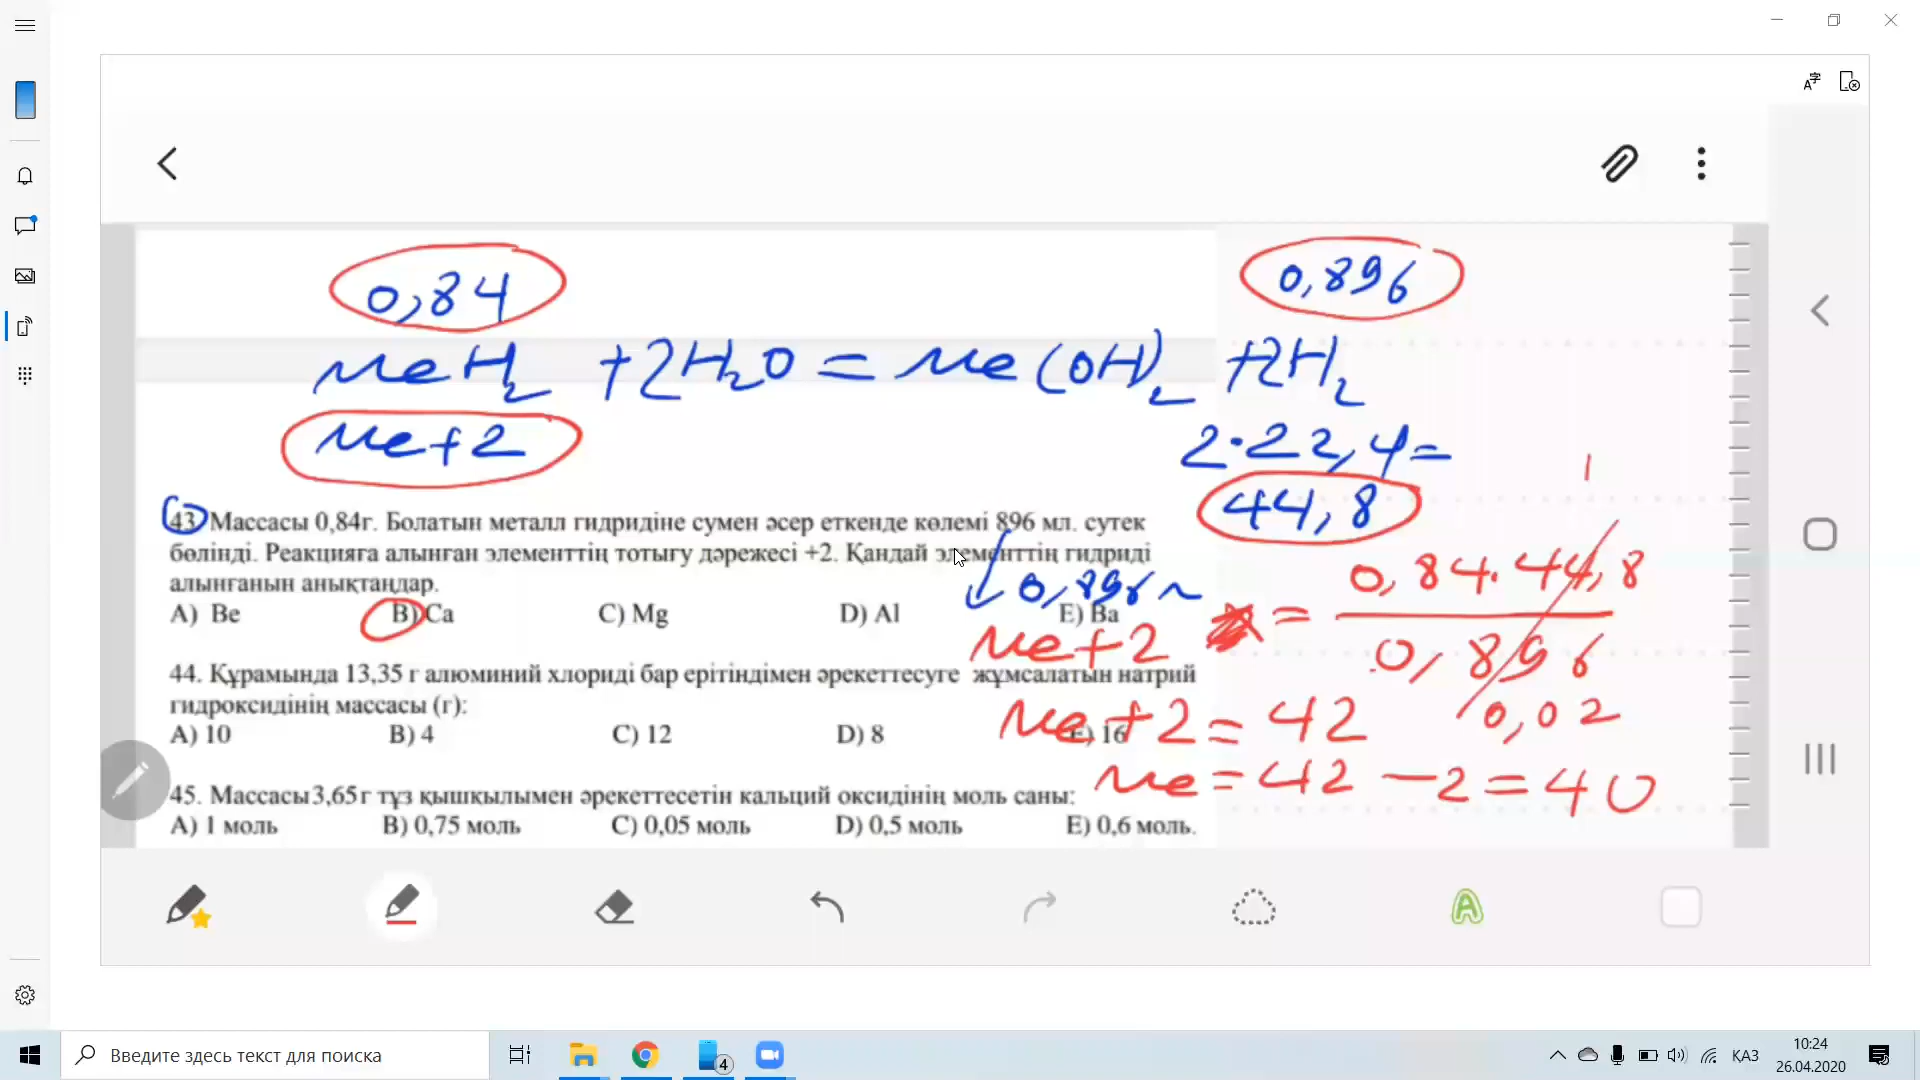 0,84
0,896
MeH2 +2H2O = Me(OH)2 +2H2
Me+2
2·22,4=
44,8
43. Массасы 0,84г. Болатын металл гидридіне сумен әсер еткенде көлемі 896 мл. сутек
бөлінді. Реакцияға алынған элементтің тотығу дәрежесі +2. Қандай элементтің гидриді
алынғанын анықтаңдар.
0,896л
A) Be B) Ca C) Mg D) Al E) Ba
1
Me+2 = 0,84·44,8
0,896
0,02
44. Құрамында 13,35 г алюминий хлориді бар ерітіндімен әрекеттесуге жұмсалатын натрий
гидроксидінің массасы (г):
A) 10 B) 4 C) 12 D) 8 E) 16
Me+2=42
Me=42-2=40
45. Массасы 3,65г тұз қышқылымен әрекеттесетін кальций оксидінің моль саны:
A) 1 моль B) 0,75 моль C) 0,05 моль D) 0,5 моль E) 0,6 моль.
A
Введите здесь текст для поиска
4
ҚАЗ
10:24
26.04.2020